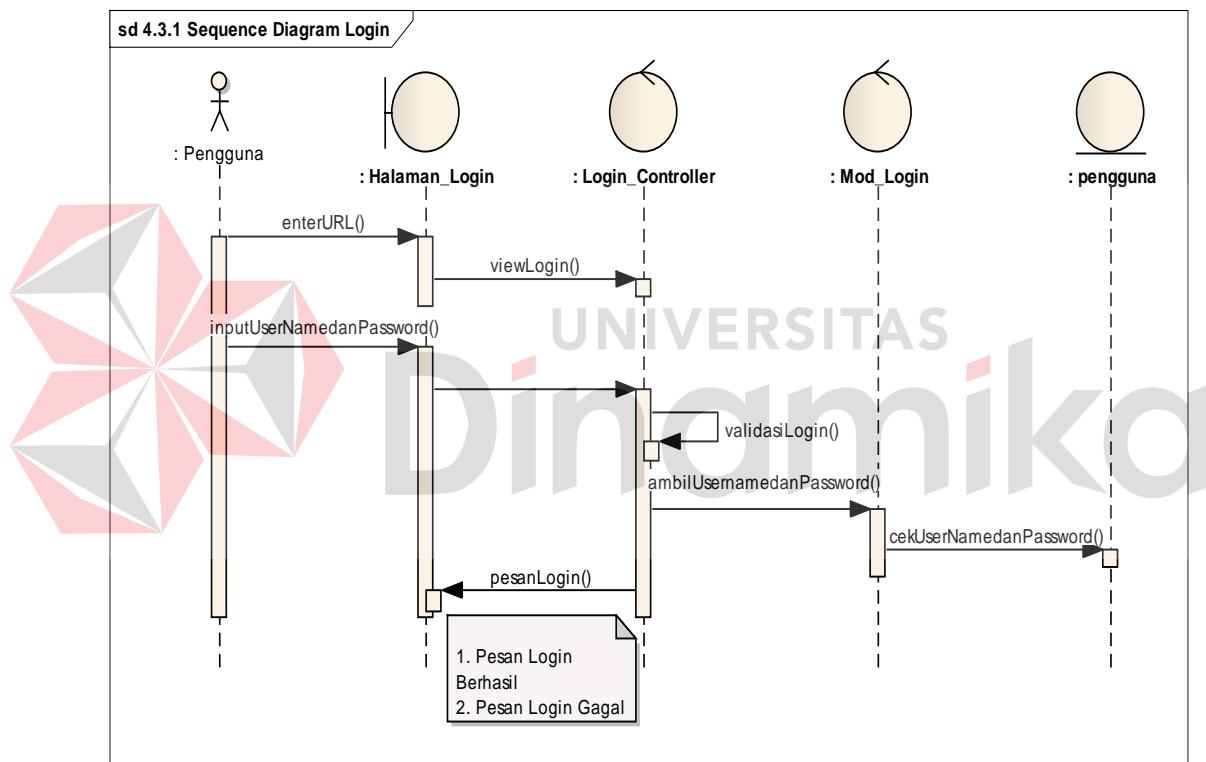 sd 4.3.1 Sequence Diagram Login
: Pengguna
: Halaman_Login
: Login_Controller
: Mod_Login
: pengguna
enterURL()
viewLogin()
inputUserNamedanPassword()
UNIVERSITAS
Dinamika
validasiLogin()
ambilUsernamedanPassword()
cekUserNamedanPassword()
pesanLogin()
1. Pesan Login
Berhasil
2. Pesan Login Gagal